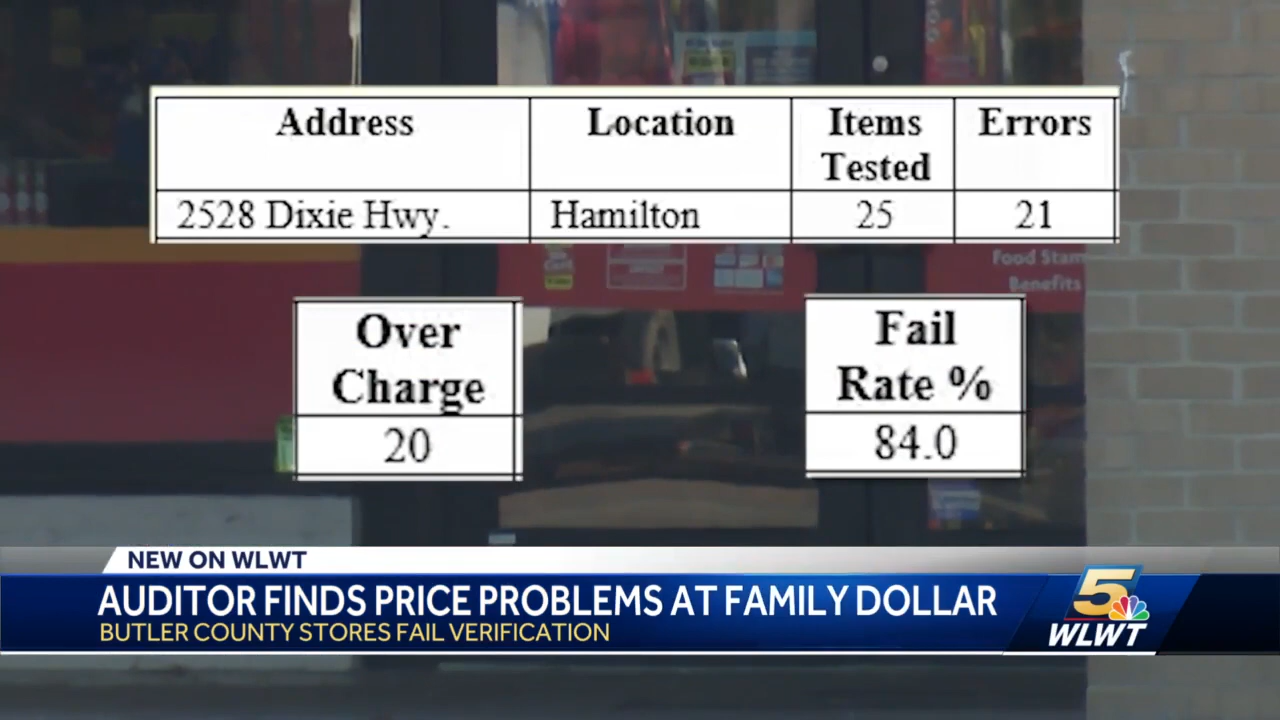 Address Location Items Errors
Tested
2528 Dixie Hwy. Hamilton 25 21
Food Stam
Benefits
Over
Charge
20
Fail
Rate %
84.0
NEW ON WLWT
AUDITOR FINDS PRICE PROBLEMS AT FAMILY DOLLAR
BUTLER COUNTY STORES FAIL VERIFICATION
5
WLWT